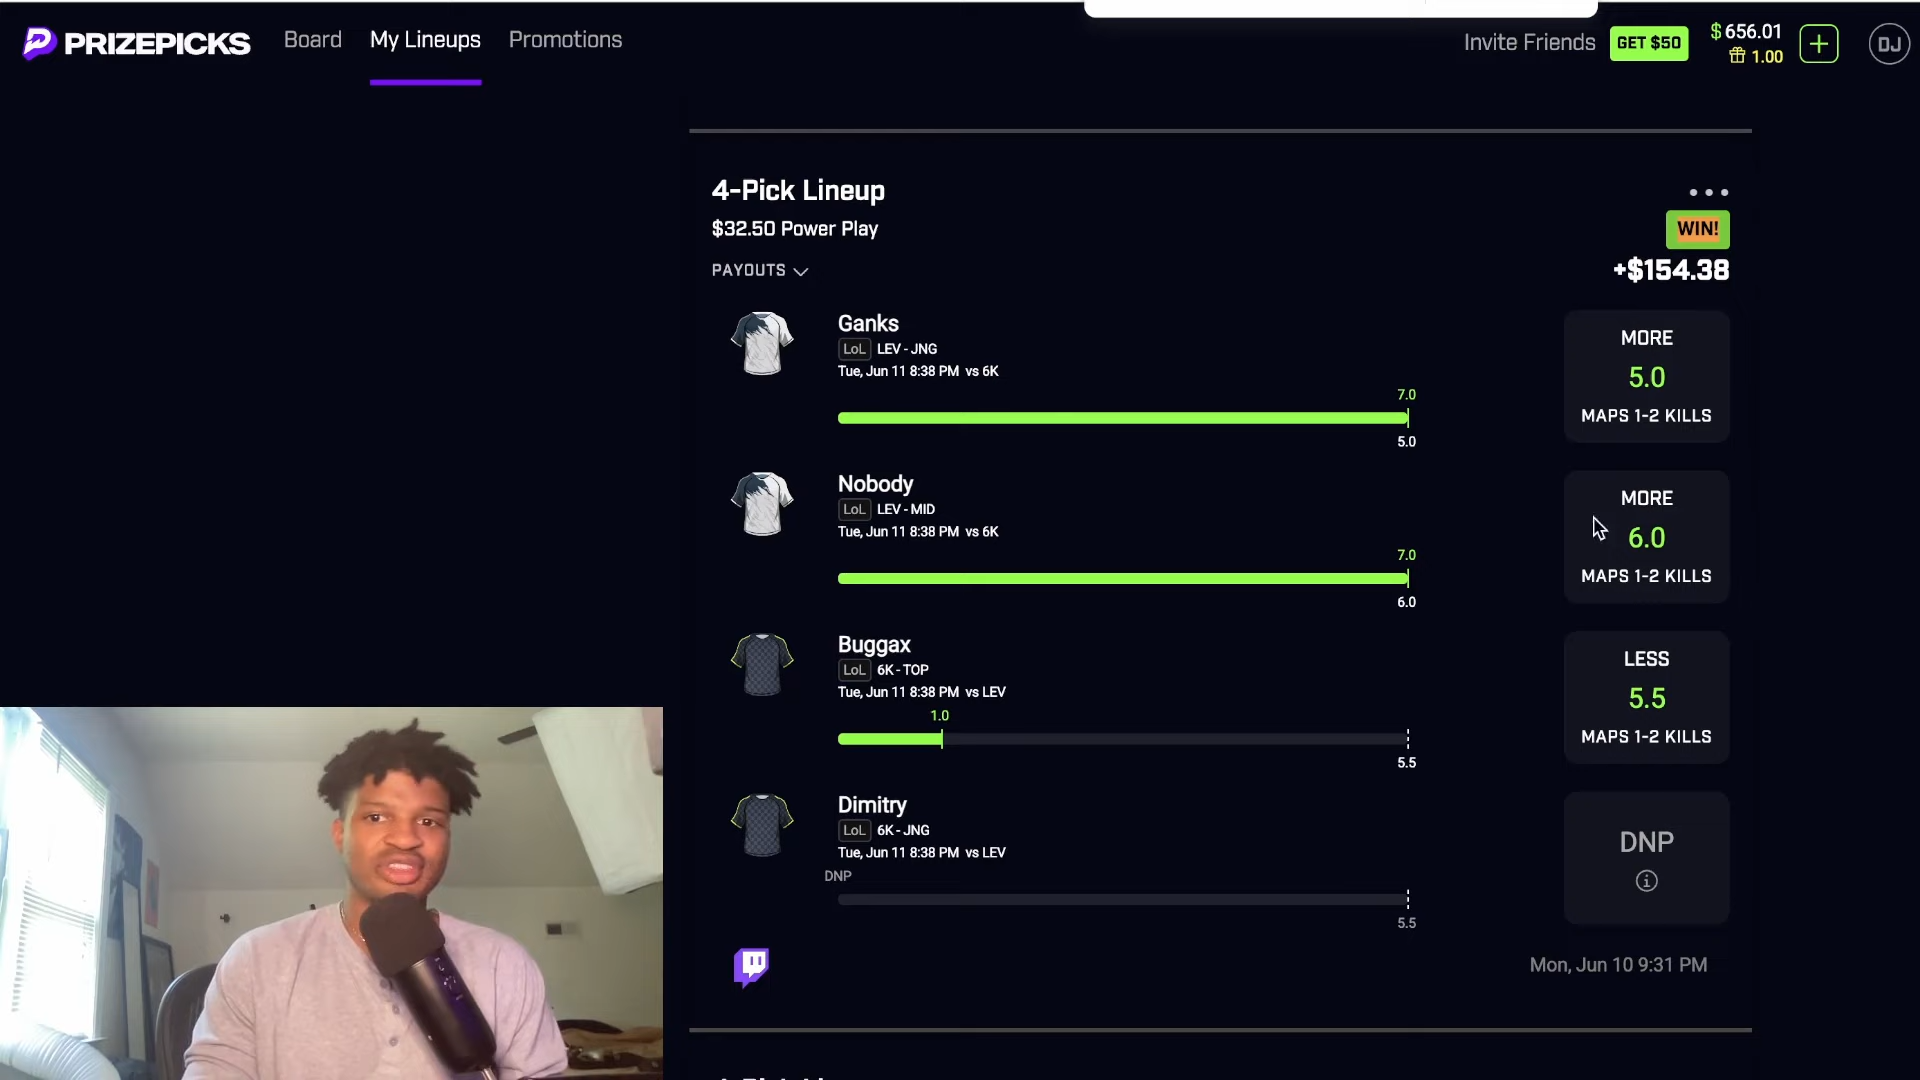 PRIZEPICKS
Board
My Lineups
Promotions
Invite Friends
GET $50
$656.01
1.00
DJ
4-Pick Lineup
$32.50 Power Play
PAYOUTS
WIN!
+$154.38
Ganks
LoL LEV - JNG
Tue, Jun 11 8:38 PM vs 6K
7.0
5.0
MORE
5.0
MAPS 1-2 KILLS
Nobody
LoL LEV - MID
Tue, Jun 11 8:38 PM vs 6K
7.0
6.0
MORE
6.0
MAPS 1-2 KILLS
Buggax
LoL 6K - TOP
Tue, Jun 11 8:38 PM vs LEV
1.0
5.5
LESS
5.5
MAPS 1-2 KILLS
Dimitry
LoL 6K - JNG
Tue, Jun 11 8:38 PM vs LEV
DNP
5.5
DNP
Mon, Jun 10 9:31 PM